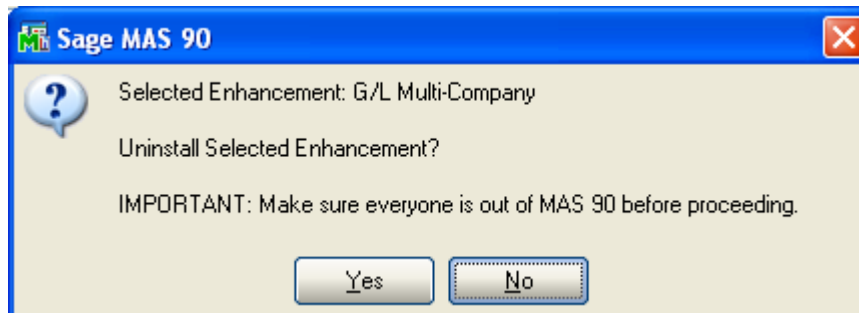 Sage MAS 90
Selected Enhancement: G/L Multi-Company
Uninstall Selected Enhancement?
IMPORTANT: Make sure everyone is out of MAS 90 before proceeding.
Yes No